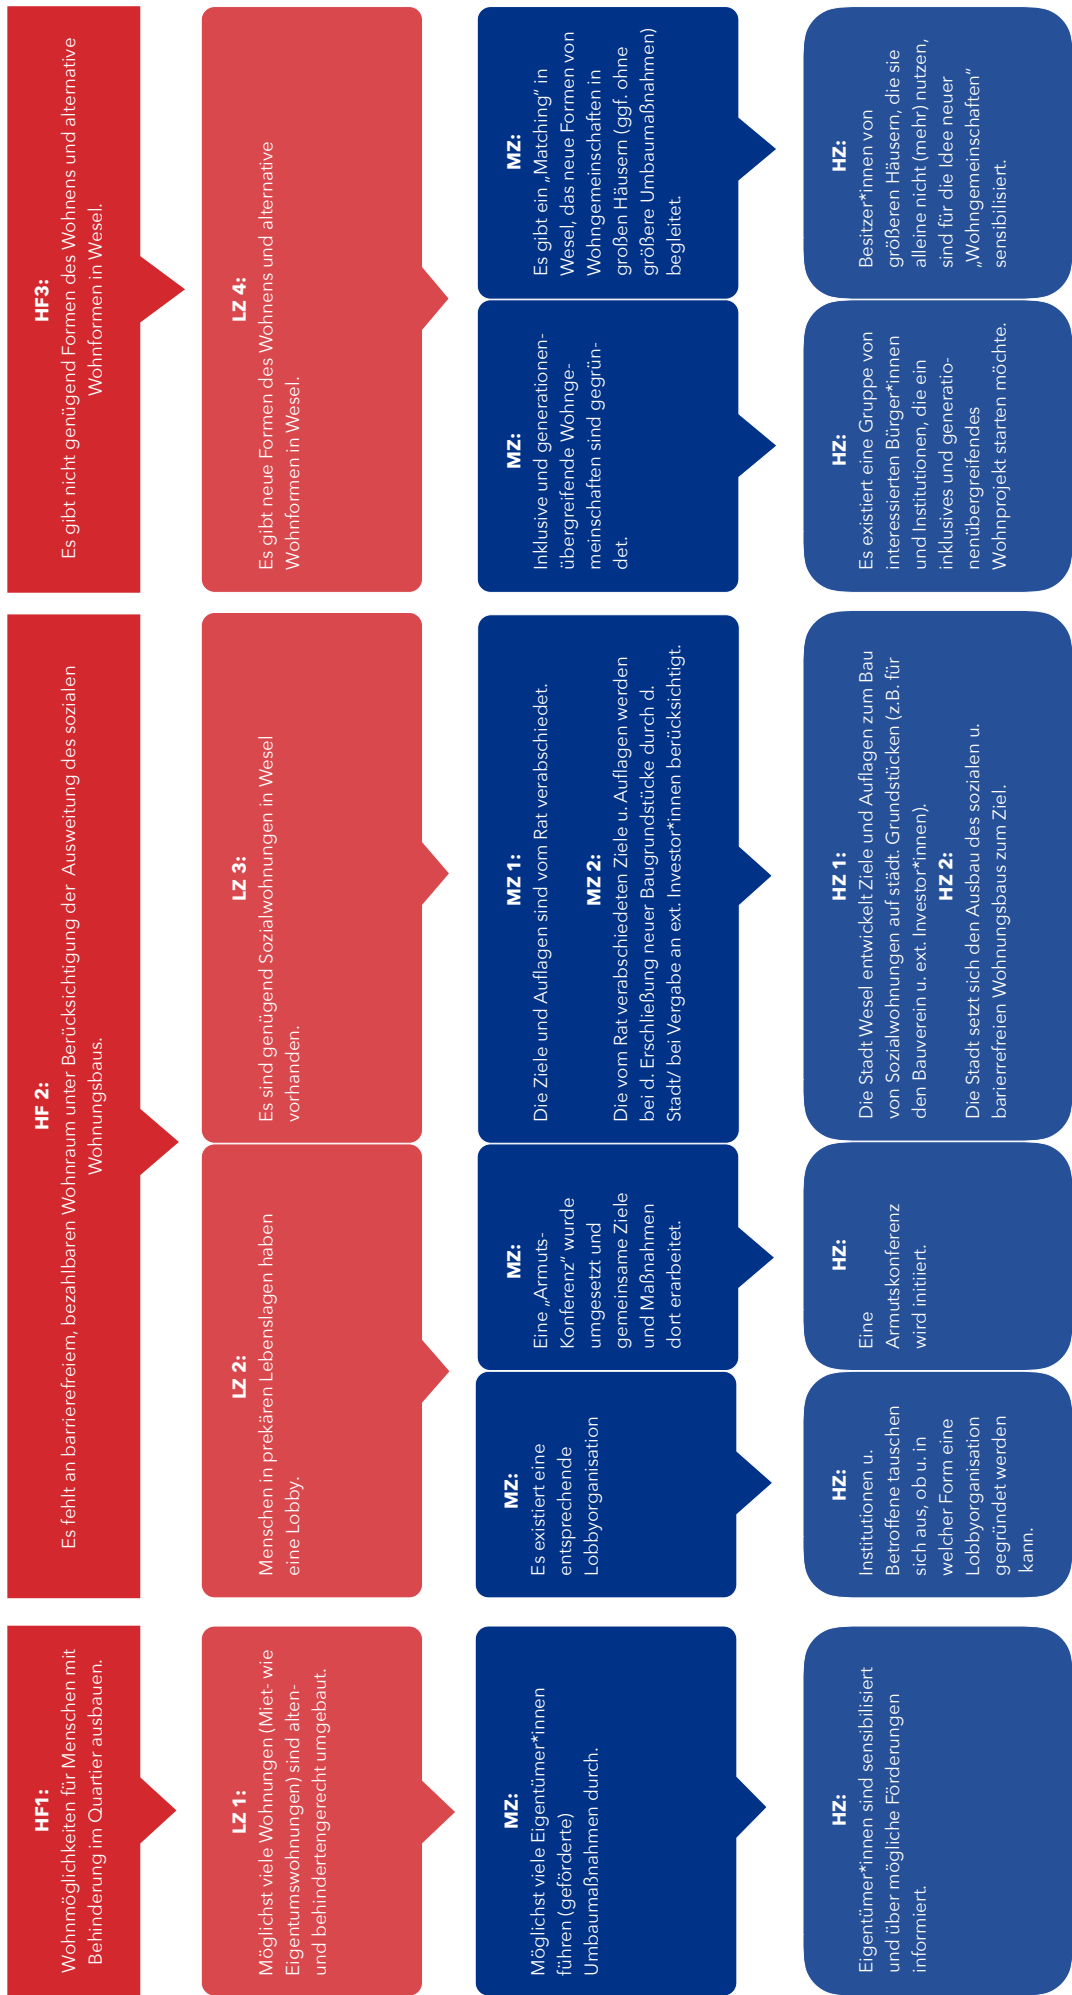 HF1:
Wohnmöglichkeiten für Menschen mit
Behinderung im Quartier ausbauen.
LZ 1:
Möglichst viele Wohnungen (Miet- wie
Eigentumswohnungen) sind alten-
und behindertengerecht umgebaut.
MZ:
Möglichst viele Eigentümer*innen
führen (geförderte)
Umbaumaßnahmen durch.
HZ:
Eigentümer*innen sind sensibilisiert
und über mögliche Förderungen
informiert.
HF 2:
Es fehlt an barrierefreiem, bezahlbaren Wohnraum unter Berücksichtigung der Ausweitung des sozialen
Wohnungsbaus.
LZ 2:
Menschen in prekären Lebenslagen haben
eine Lobby.
MZ:
Es existiert eine
entsprechende
Lobbyorganisation
HZ:
Institutionen u.
Betroffene tauschen
sich aus, ob u. in
welcher Form eine
Lobbyorganisation
gegründet werden
kann.
MZ:
Eine „Armuts-
Konferenz“ wurde
umgesetzt und
gemeinsame Ziele
und Maßnahmen
dort erarbeitet.
HZ:
Eine
Armutskonferenz
wird initiiert.
LZ 3:
Es sind genügend Sozialwohnungen in Wesel
vorhanden.
MZ 1:
Die Ziele und Auflagen sind vom Rat verabschiedet.
MZ 2:
Die vom Rat verabschiedeten Ziele u. Auflagen werden
bei d. Erschließung neuer Baugrundstücke durch d.
Stadt/ bei Vergabe an ext. Investor*innen berücksichtigt.
HZ 1:
Die Stadt Wesel entwickelt Ziele und Auflagen zum Bau
von Sozialwohnungen auf städt. Grundstücken (z.B. für
den Bauverein u. ext. Investor*innen).
HZ 2:
Die Stadt setzt sich den Ausbau des sozialen u.
barierrefreien Wohnungsbaus zum Ziel.
HF3:
Es gibt nicht genügend Formen des Wohnens und alternative
Wohnformen in Wesel.
LZ 4:
Es gibt neue Formen des Wohnens und alternative
Wohnformen in Wesel.
MZ:
Inklusive und generationen-
übergreifende Wohnge-
meinschaften sind gegrün-
det.
HZ:
Es existiert eine Gruppe von
interessierten Bürger*innen
und Institutionen, die ein
inklusives und generatio-
nenübergreifendes
Wohnprojekt starten möchte.
MZ:
Es gibt ein „Matching“ in
Wesel, das neue Formen von
Wohngemeinschaften in
großen Häusern (ggf. ohne
größere Umbaumaßnahmen)
begleitet.
HZ:
Besitzer*innen von
größeren Häusern, die sie
alleine nicht (mehr) nutzen,
sind für die Idee neuer
„Wohngemeinschaften“
sensibilisiert.